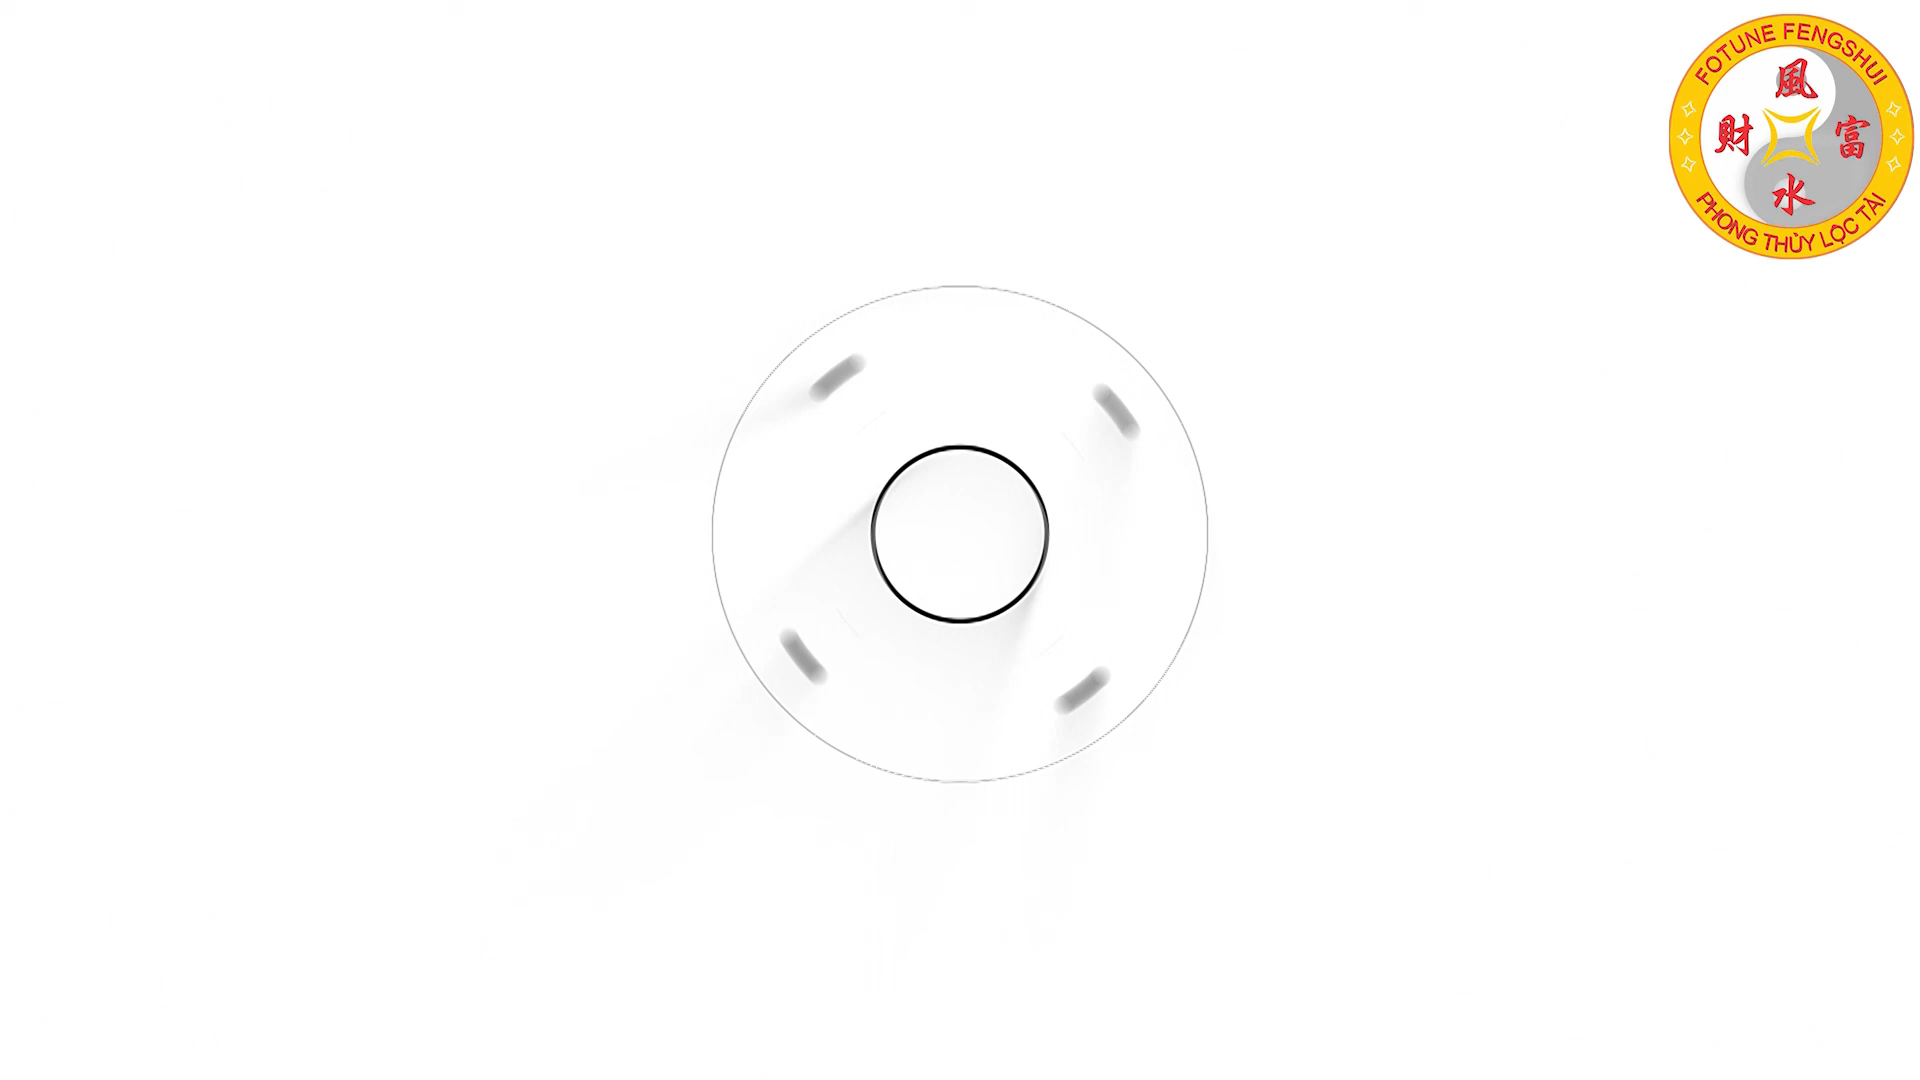 FOTUNE FENGSHUI
風
財 富
水
PHONG THỦY LỘC TÀI